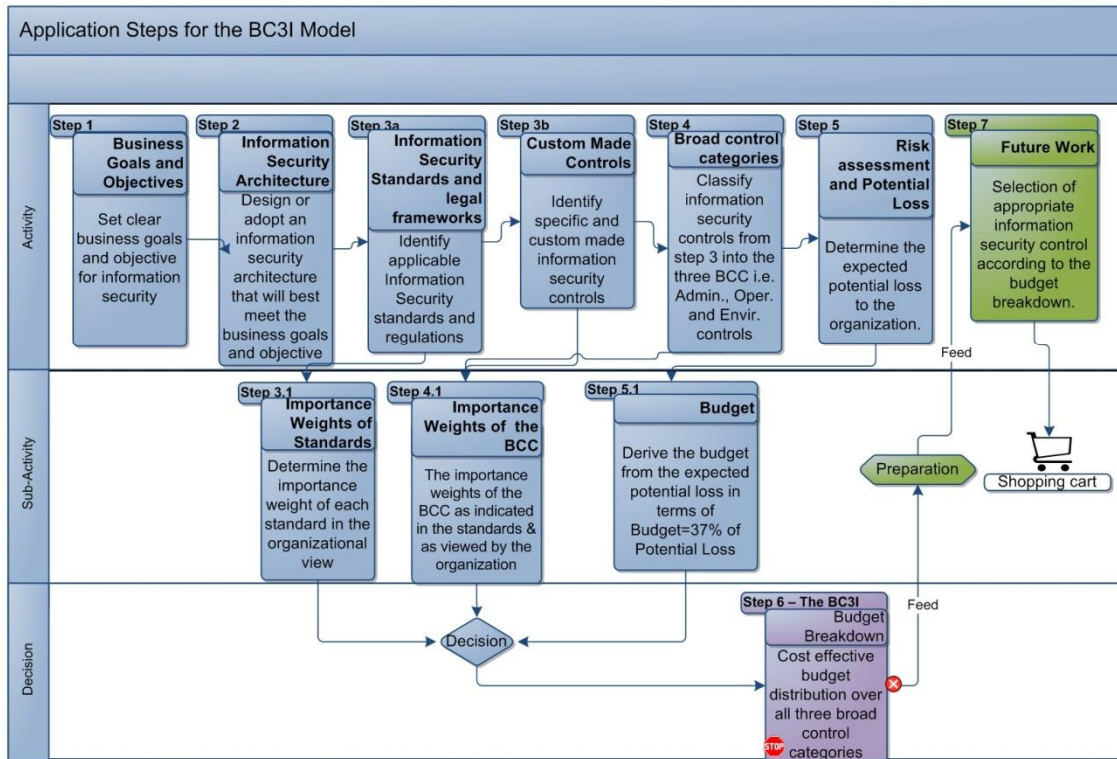 Application Steps for the BC3I Model
Activity
Step 1
Business
Goals and
Objectives
Set clear
business goals
and objective
for information
security
Step 2
Information
Security
Architecture
Design or
adopt an
information
security
architecture
that will best
meet the
business goals
and objective
Step 3a
Information
Security
Standards and
legal
frameworks
Identify
applicable
Information
Security
standards and
regulations
Step 3b
Custom Made
Controls
Identify
specific and
custom made
information
security
controls
Step 4
Broad control
categories
Classify
information
security
controls from
step 3 into the
three BCC i.e.
Admin., Oper.
and Envir.
controls
Step 5
Risk
assessment
and Potential
Loss
Determine the
expected
potential loss
to the
organization.
Step 7
Future Work
Selection of
appropriate
information
security control
according to the
budget
breakdown.
Feed
Sub-Activity
Step 3.1
Importance
Weights of
Standards
Determine the
importance
weight of each
standard in the
organizational
view
Step 4.1
Importance
Weights of the
BCC
The importance
weights of the
BCC as indicated
in the standards &
as viewed by the
organization
Step 5.1
Budget
Derive the budget
from the expected
potential loss in
terms of
Budget=37% of
Potential Loss
Preparation
Shopping cart
Decision
Decision
Step 6 – The BC3I
Budget
Breakdown
Cost effective
budget
distribution over
all three broad
control
categories
STOP
Feed